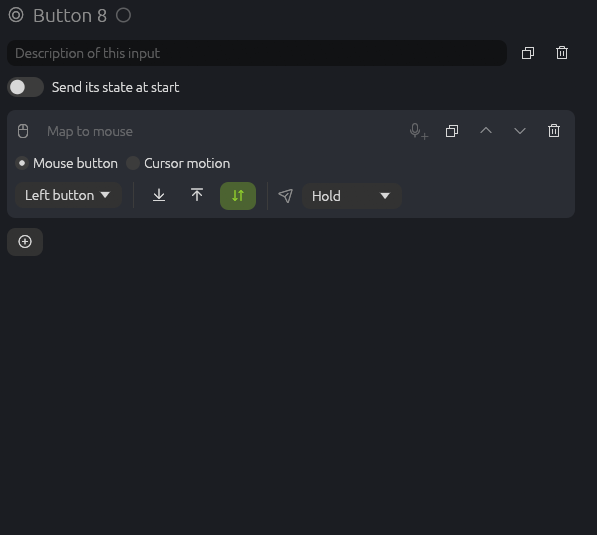 Button 8
Description of this input
Send its state at start
Map to mouse
Mouse button Cursor motion
Left button Hold